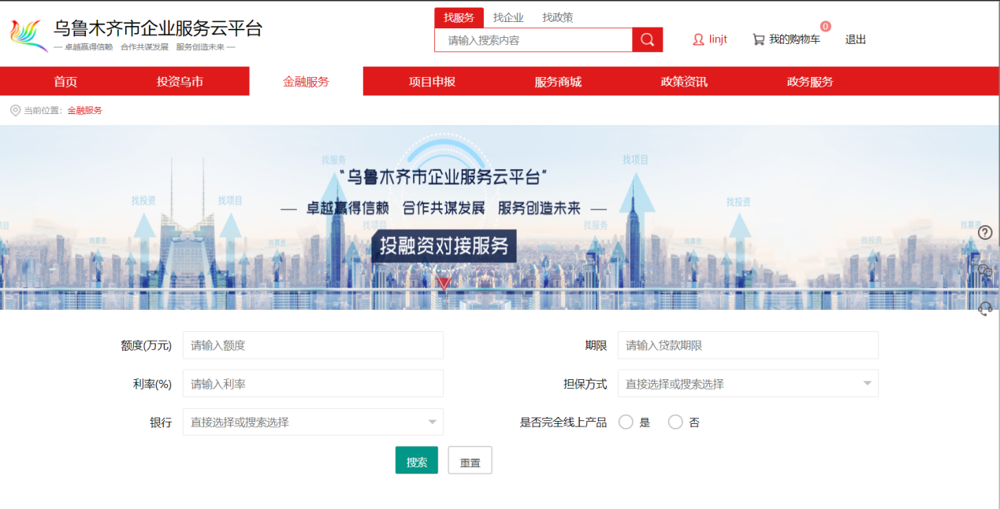 乌鲁木齐市企业服务云平台
— 卓越赢得信赖 合作共谋发展 服务创造未来 —
找服务 找企业 找政策
请输入搜索内容
linjt
我的购物车
0
退出
首页 投资乌市 金融服务 项目申报 服务商城 政策资讯 政务服务
当前位置: 金融服务
找服务
找项目
“乌鲁木齐市企业服务云平台”
找投资 找项目 找投资
— 卓越赢得信赖 合作共谋发展 服务创造未来 —
找项目 找服务
投融资对接服务
额度(万元) 请输入额度 期限 请输入贷款期限
利率(%) 请输入利率 担保方式 直接选择或搜索选择
银行 直接选择或搜索选择 是否完全线上产品 是 否
搜索 重置